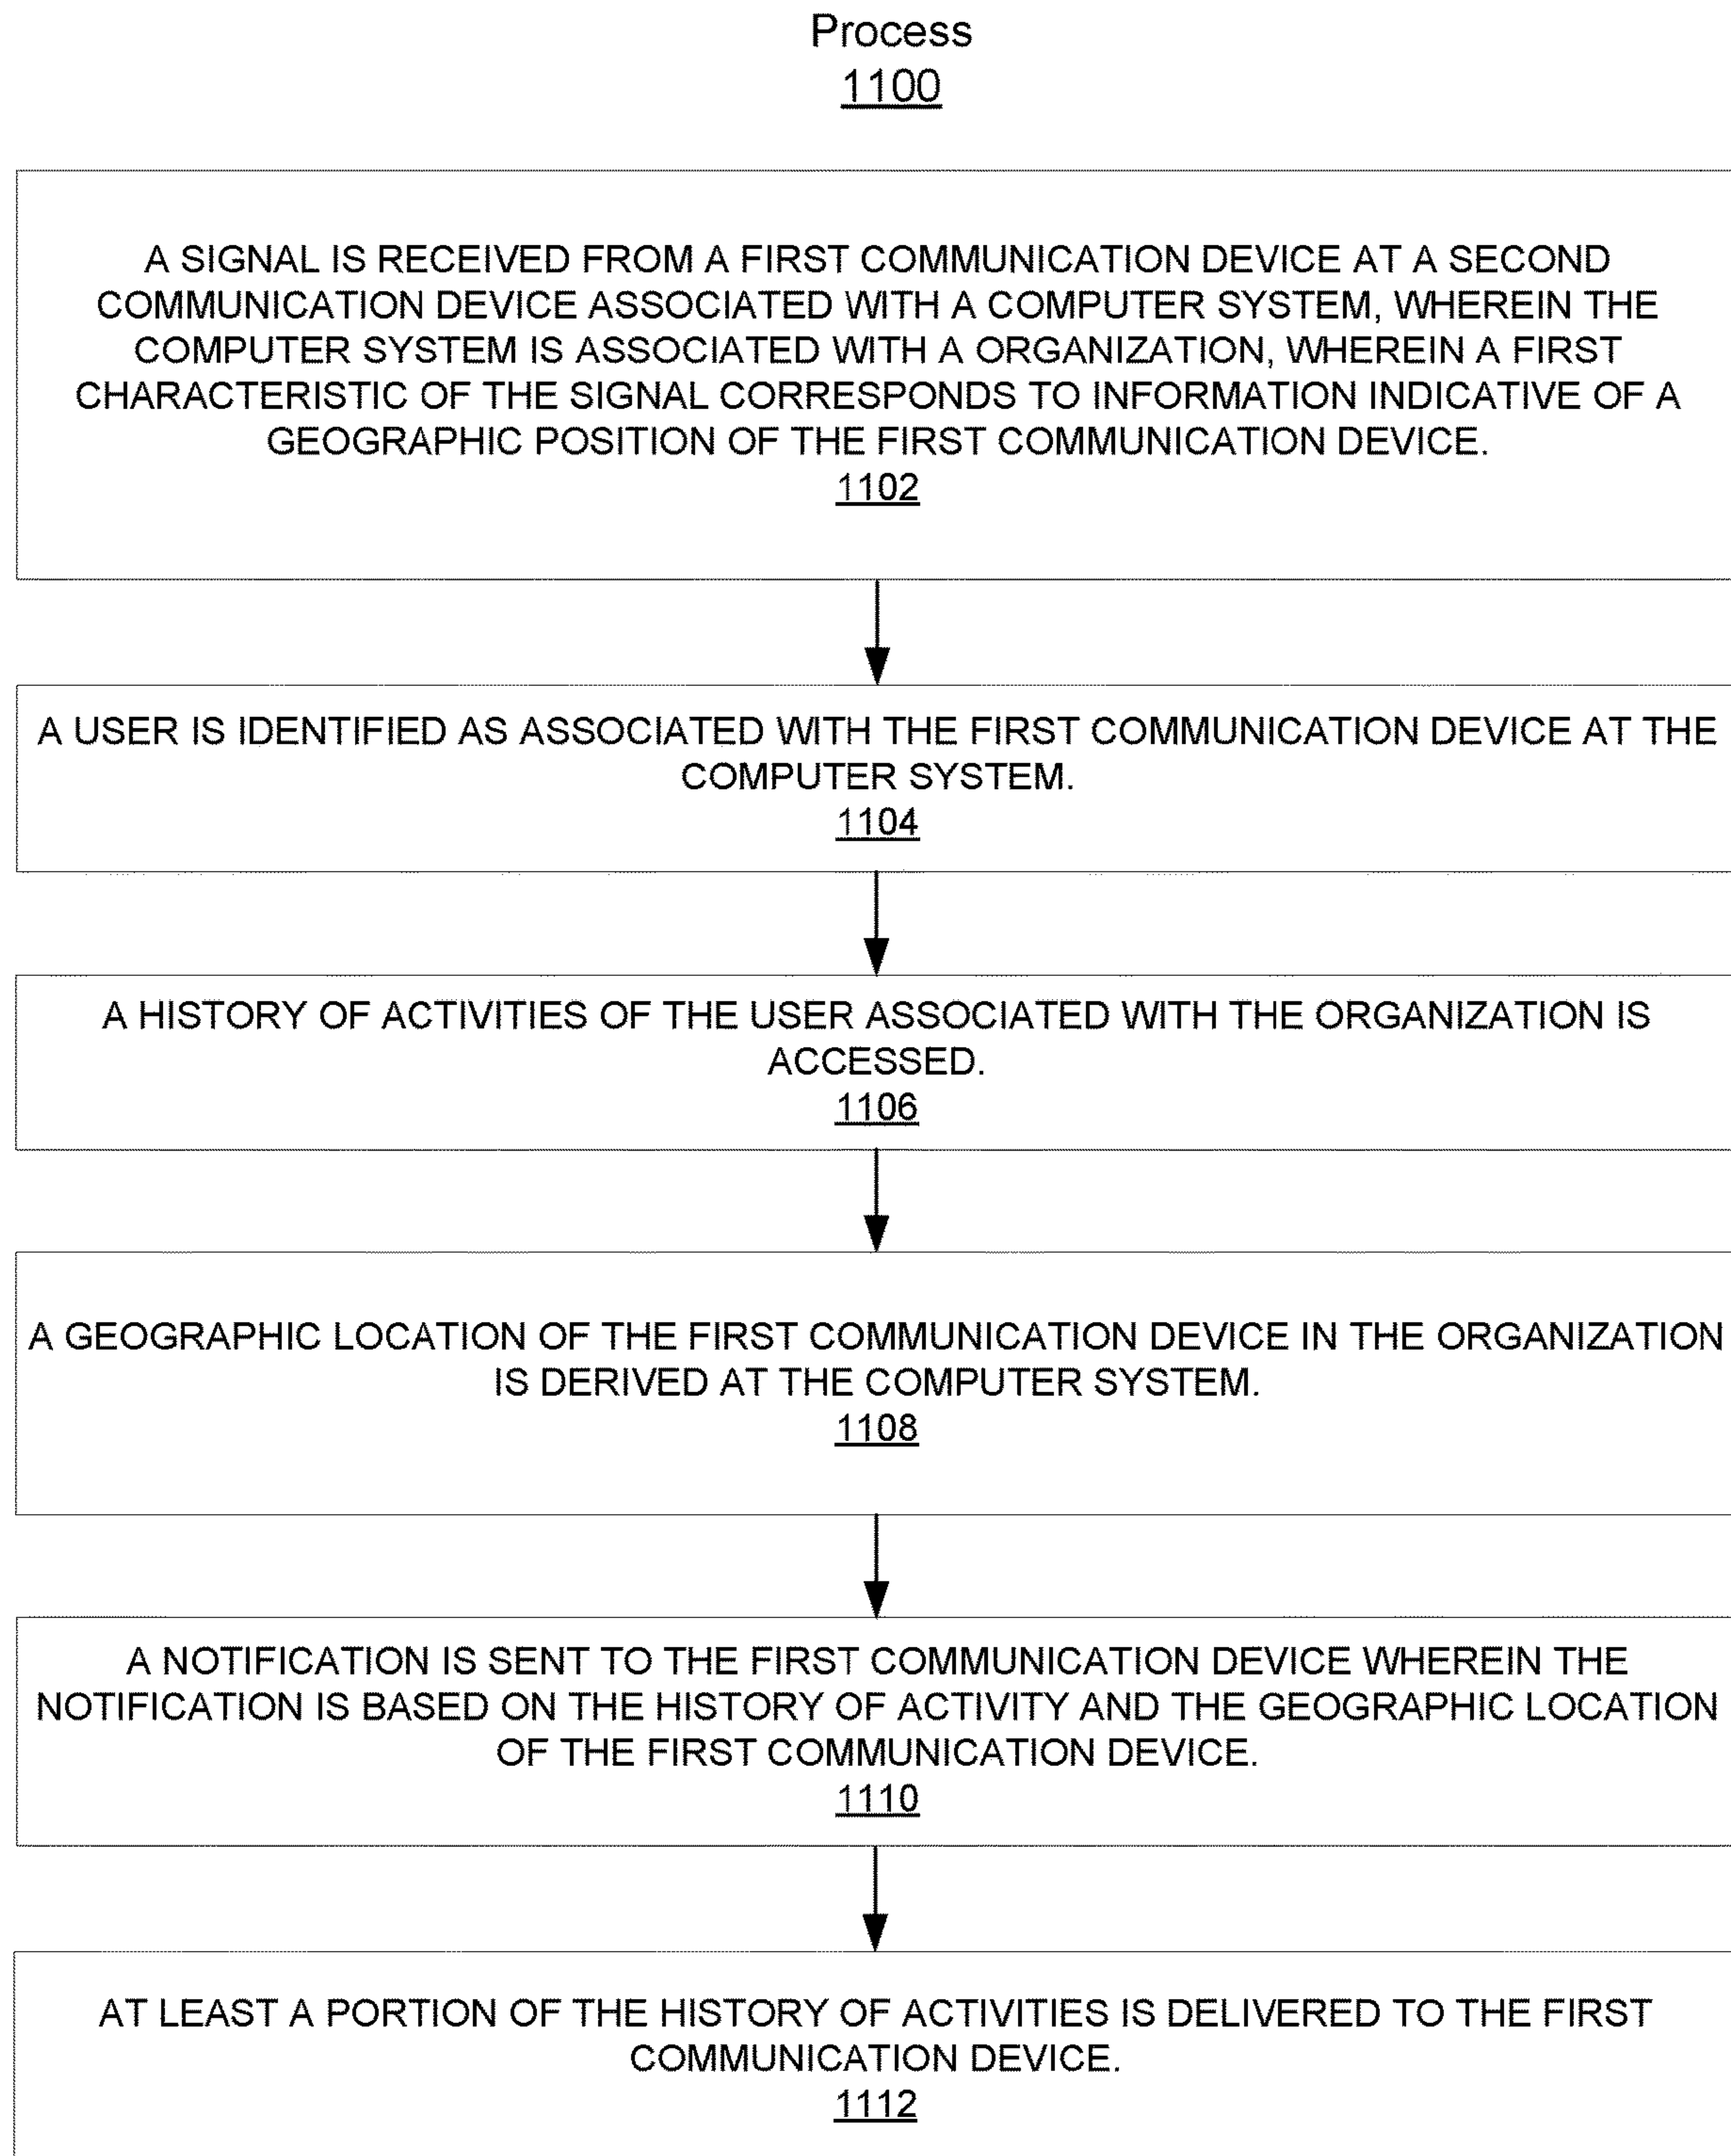 Process
1100
A SIGNAL IS RECEIVED FROM A FIRST COMMUNICATION DEVICE AT A SECOND
COMMUNICATION DEVICE ASSOCIATED WITH A COMPUTER SYSTEM, WHEREIN THE
COMPUTER SYSTEM IS ASSOCIATED WITH A ORGANIZATION, WHEREIN A FIRST
CHARACTERISTIC OF THE SIGNAL CORRESPONDS TO INFORMATION INDICATIVE OF A
GEOGRAPHIC POSITION OF THE FIRST COMMUNICATION DEVICE.
1102
A USER IS IDENTIFIED AS ASSOCIATED WITH THE FIRST COMMUNICATION DEVICE AT THE
COMPUTER SYSTEM.
1104
A HISTORY OF ACTIVITIES OF THE USER ASSOCIATED WITH THE ORGANIZATION IS
ACCESSED.
1106
A GEOGRAPHIC LOCATION OF THE FIRST COMMUNICATION DEVICE IN THE ORGANIZATION
IS DERIVED AT THE COMPUTER SYSTEM.
1108
A NOTIFICATION IS SENT TO THE FIRST COMMUNICATION DEVICE WHEREIN THE
NOTIFICATION IS BASED ON THE HISTORY OF ACTIVITY AND THE GEOGRAPHIC LOCATION
OF THE FIRST COMMUNICATION DEVICE.
1110
AT LEAST A PORTION OF THE HISTORY OF ACTIVITIES IS DELIVERED TO THE FIRST
COMMUNICATION DEVICE.
1112